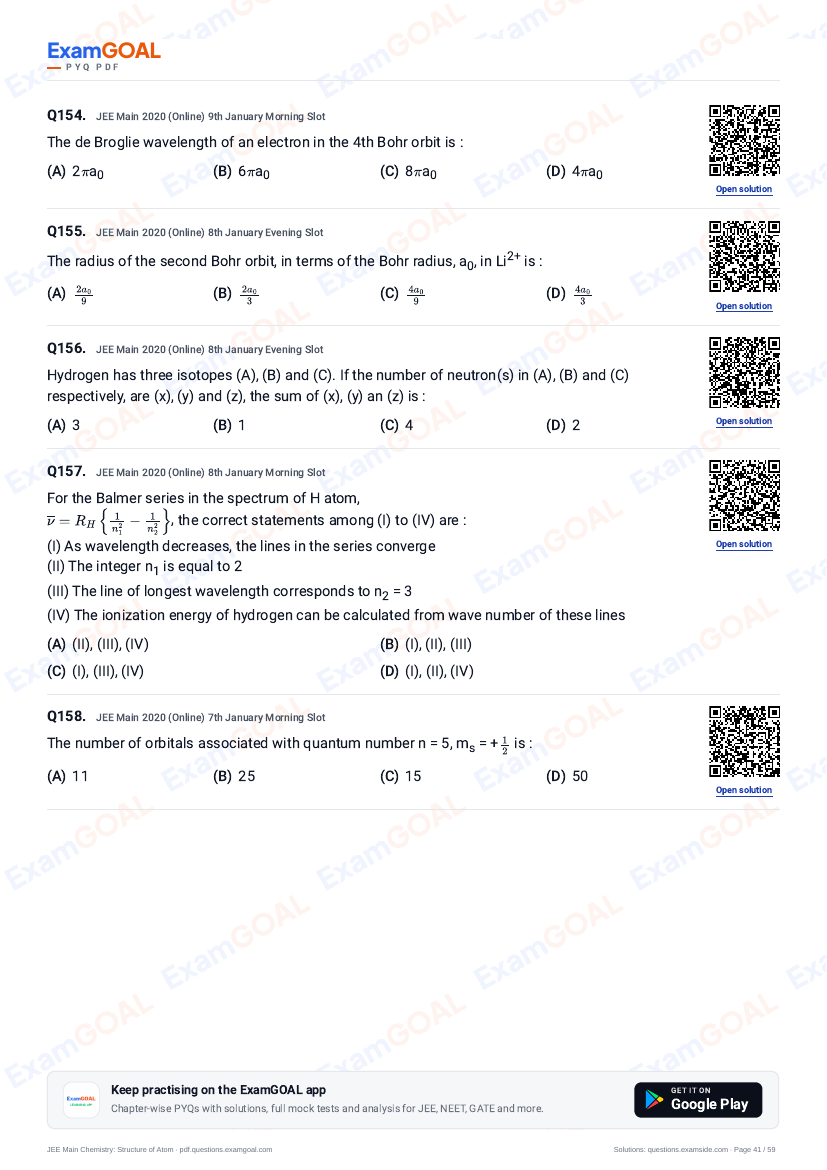 ExamGOAL
PYQ PDF
Q154. JEE Main 2020 (Online) 9th January Morning Slot
The de Broglie wavelength of an electron in the 4th Bohr orbit is :
(A) 2πa₀ (B) 6πa₀ (C) 8πa₀ (D) 4πa₀
Open solution
Q155. JEE Main 2020 (Online) 8th January Evening Slot
The radius of the second Bohr orbit, in terms of the Bohr radius, a₀, in Li²⁺ is :
(A) 2a₀/9 (B) 2a₀/3 (C) 4a₀/9 (D) 4a₀/3
Open solution
Q156. JEE Main 2020 (Online) 8th January Evening Slot
Hydrogen has three isotopes (A), (B) and (C). If the number of neutron(s) in (A), (B) and (C)
respectively, are (x), (y) and (z), the sum of (x), (y) an (z) is :
(A) 3 (B) 1 (C) 4 (D) 2
Open solution
Q157. JEE Main 2020 (Online) 8th January Morning Slot
For the Balmer series in the spectrum of H atom,
ν̅ = R_H {1/n₁² − 1/n₂²}, the correct statements among (I) to (IV) are :
(I) As wavelength decreases, the lines in the series converge
(II) The integer n₁ is equal to 2
(III) The line of longest wavelength corresponds to n₂ = 3
(IV) The ionization energy of hydrogen can be calculated from wave number of these lines
(A) (II), (III), (IV) (B) (I), (II), (III)
(C) (I), (III), (IV) (D) (I), (II), (IV)
Open solution
Q158. JEE Main 2020 (Online) 7th January Morning Slot
The number of orbitals associated with quantum number n = 5, mₛ = + 1/2 is :
(A) 11 (B) 25 (C) 15 (D) 50
Open solution
Keep practising on the ExamGOAL app
Chapter-wise PYQs with solutions, full mock tests and analysis for JEE, NEET, GATE and more.
GET IT ON
Google Play
JEE Main Chemistry: Structure of Atom · pdf.questions.examgoal.com
Solutions: questions.examside.com · Page 41 / 59